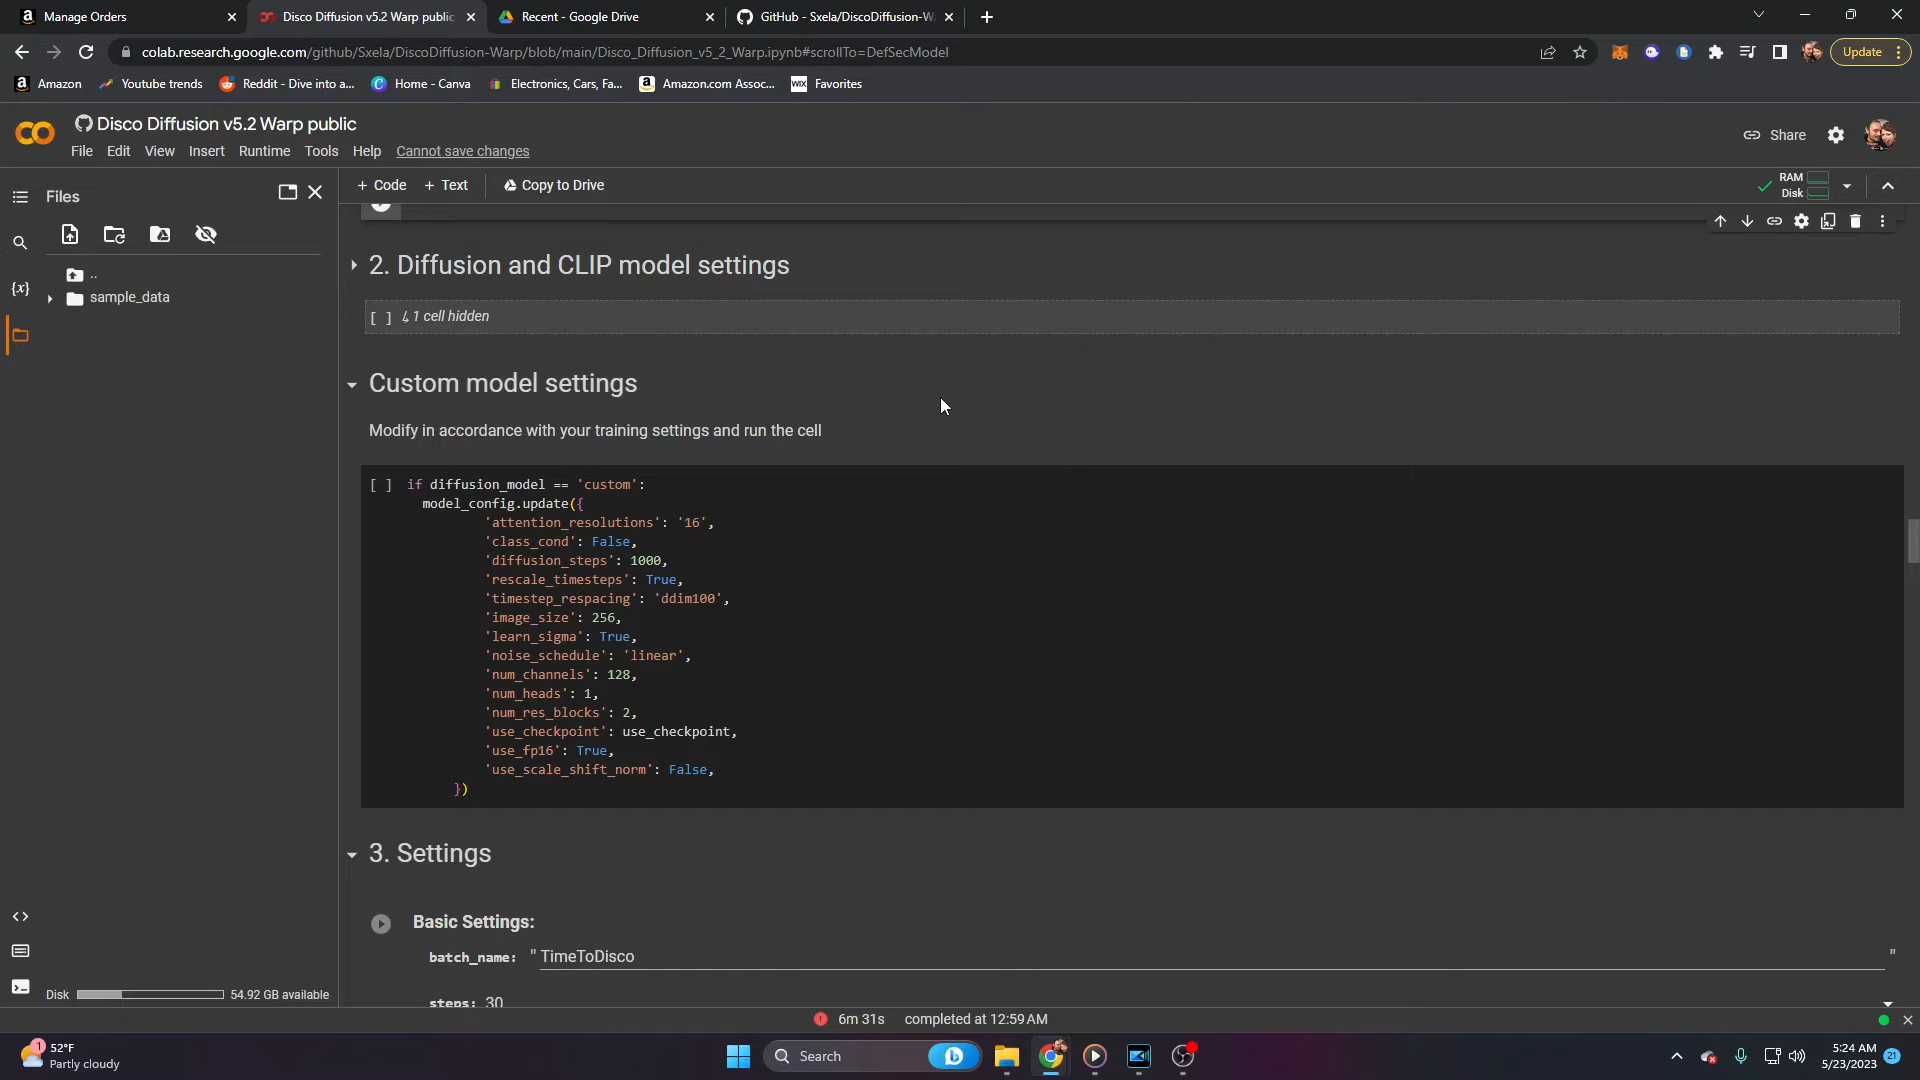 Manage Orders
Disco Diffusion v5.2 Warp public
Recent - Google Drive
GitHub - Sxela/DiscoDiffusion-W
colab.research.google.com/github/Sxela/DiscoDiffusion-Warp/blob/main/Disco_Diffusion_v5_2_Warp.ipynb#scrollTo=DefSecModel
Update
Amazon
Youtube trends
Reddit - Dive into a...
Home - Canva
Electronics, Cars, Fa...
Amazon.com Assoc...
WIX Favorites
Disco Diffusion v5.2 Warp public
File Edit View Insert Runtime Tools Help Cannot save changes
Share
Files
+ Code + Text
Copy to Drive
RAM
Disk
..
sample_data
{x}
2. Diffusion and CLIP model settings
[ ] ↳ 1 cell hidden
Custom model settings
Modify in accordance with your training settings and run the cell
[ ] if diffusion_model == 'custom':
model_config.update({
'attention_resolutions': '16',
'class_cond': False,
'diffusion_steps': 1000,
'rescale_timesteps': True,
'timestep_respacing': 'ddim100',
'image_size': 256,
'learn_sigma': True,
'noise_schedule': 'linear',
'num_channels': 128,
'num_heads': 1,
'num_res_blocks': 2,
'use_checkpoint': use_checkpoint,
'use_fp16': True,
'use_scale_shift_norm': False,
})
3. Settings
Basic Settings:
batch_name: " TimeToDisco "
steps: 30
Disk 54.92 GB available
6m 31s completed at 12:59 AM
1
52°F
Partly cloudy
Search
5:24 AM
5/23/2023
21